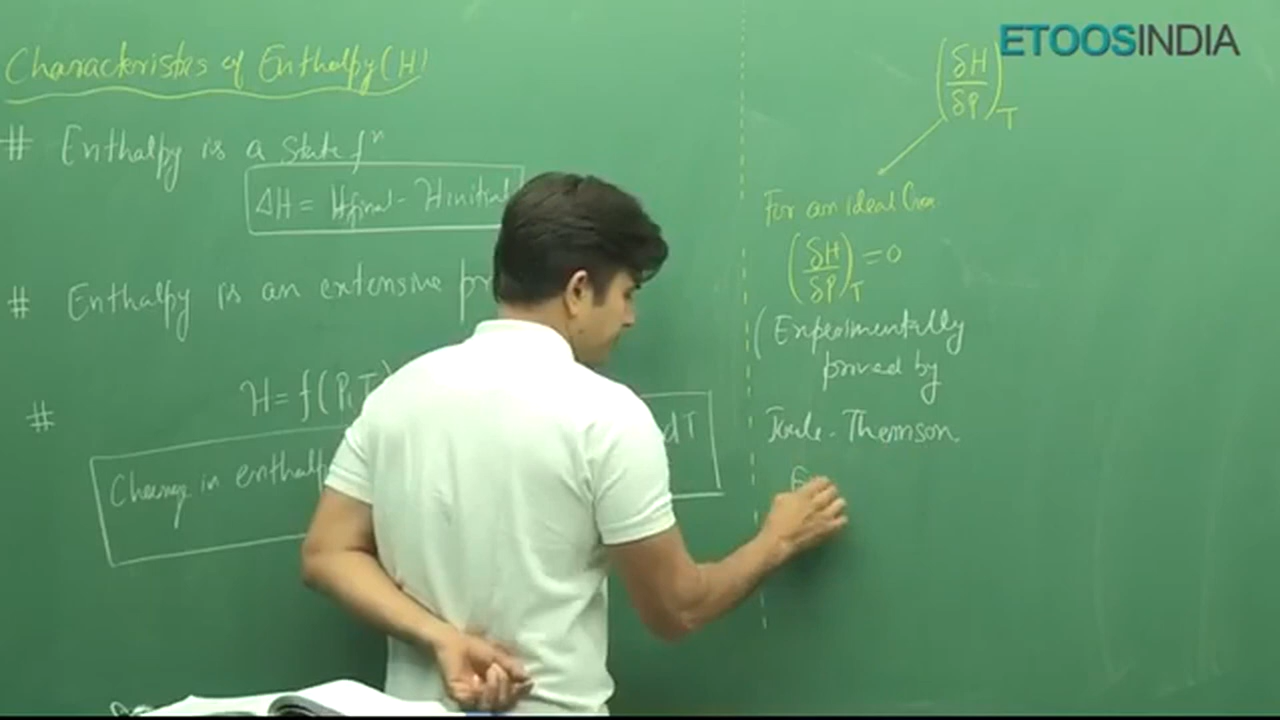 Characteristics of Enthalpy (H)
# Enthalpy is a state fⁿ
ΔH = Hfinal - Hinitial
# Enthalpy is an extensive pr
# H = f(P, T)
Change in enthalp
dT
ETOOSINDIA
(δH/δP)T
For an ideal Gas
(δH/δP)T = 0
(Experimentally
proved by
Joule-Thomson
E